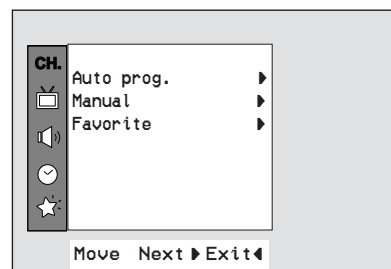 CH.
Auto prog. ▶
Manual ▶
Favorite ▶
Move Next ▶ Exit ◀